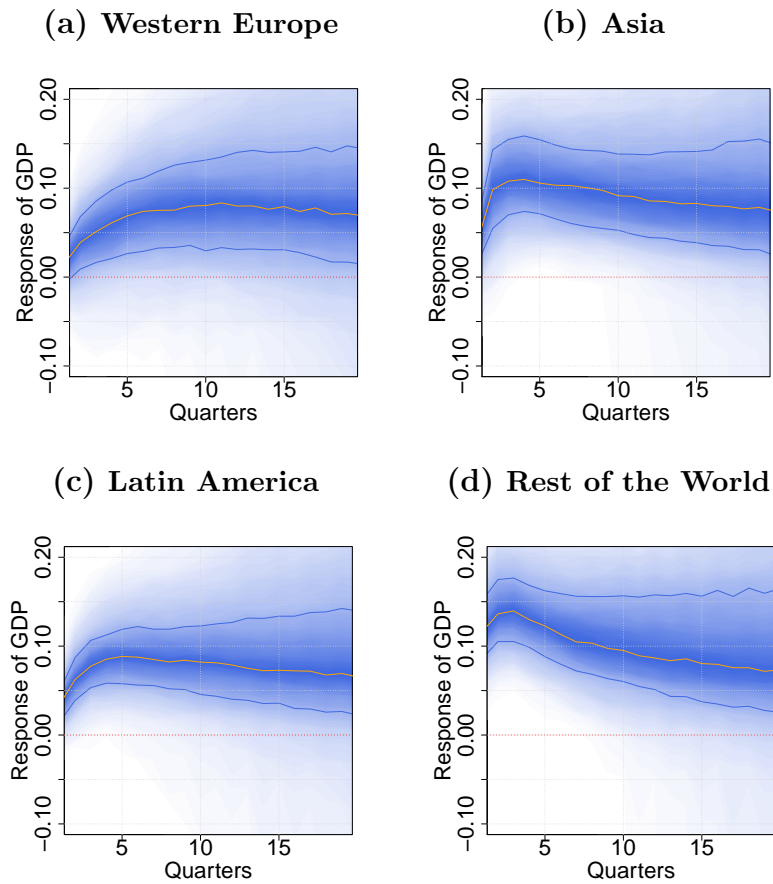 (a) Western Europe
(b) Asia
Response of GDP
−0.10 0.00 0.10 0.20
5 10 15
Quarters
Response of GDP
−0.10 0.00 0.10 0.20
5 10 15
Quarters
(c) Latin America
(d) Rest of the World
Response of GDP
−0.10 0.00 0.10 0.20
5 10 15
Quarters
Response of GDP
−0.10 0.00 0.10 0.20
5 10 15
Quarters